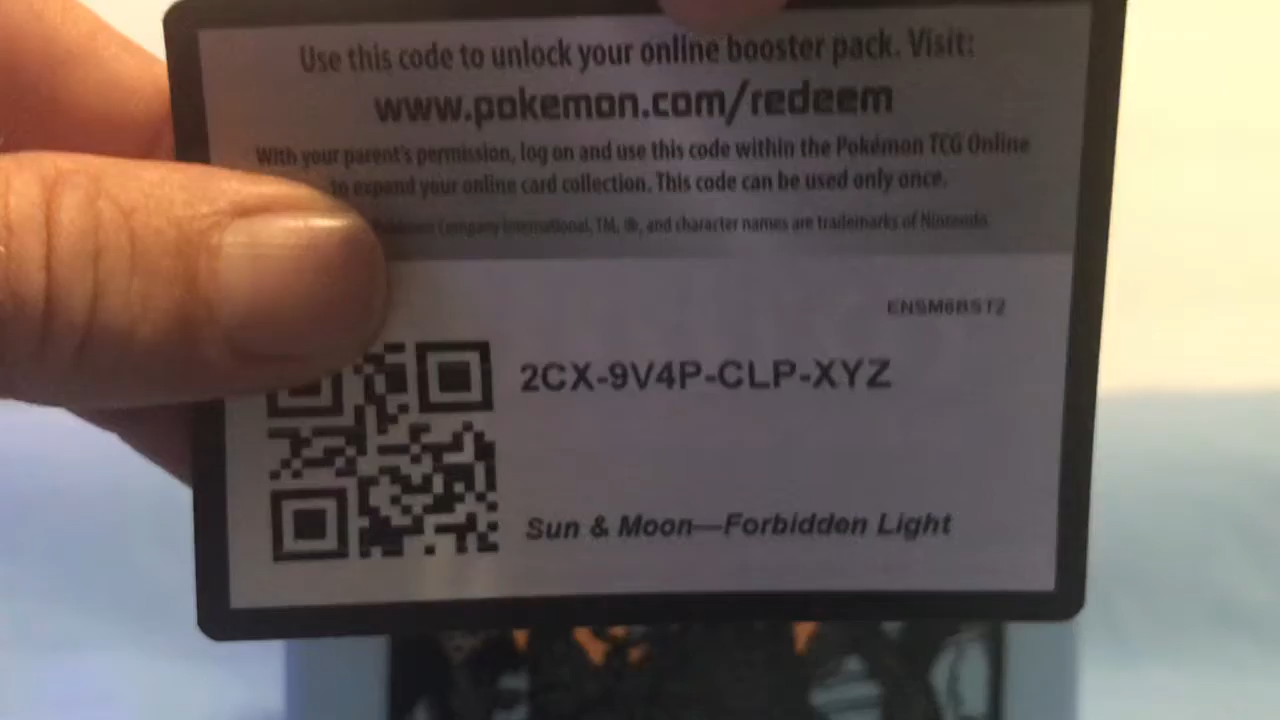 Use this code to unlock your online booster pack. Visit:
www.pokemon.com/redeem
With your parent's permission, log on and use this code within the Pokémon TCG Online
to expand your online card collection. This code can be used only once.
Pokémon Company International. TM, ®, and character names are trademarks of Nintendo.
ENSM6BST2
2CX-9V4P-CLP-XYZ
Sun & Moon—Forbidden Light